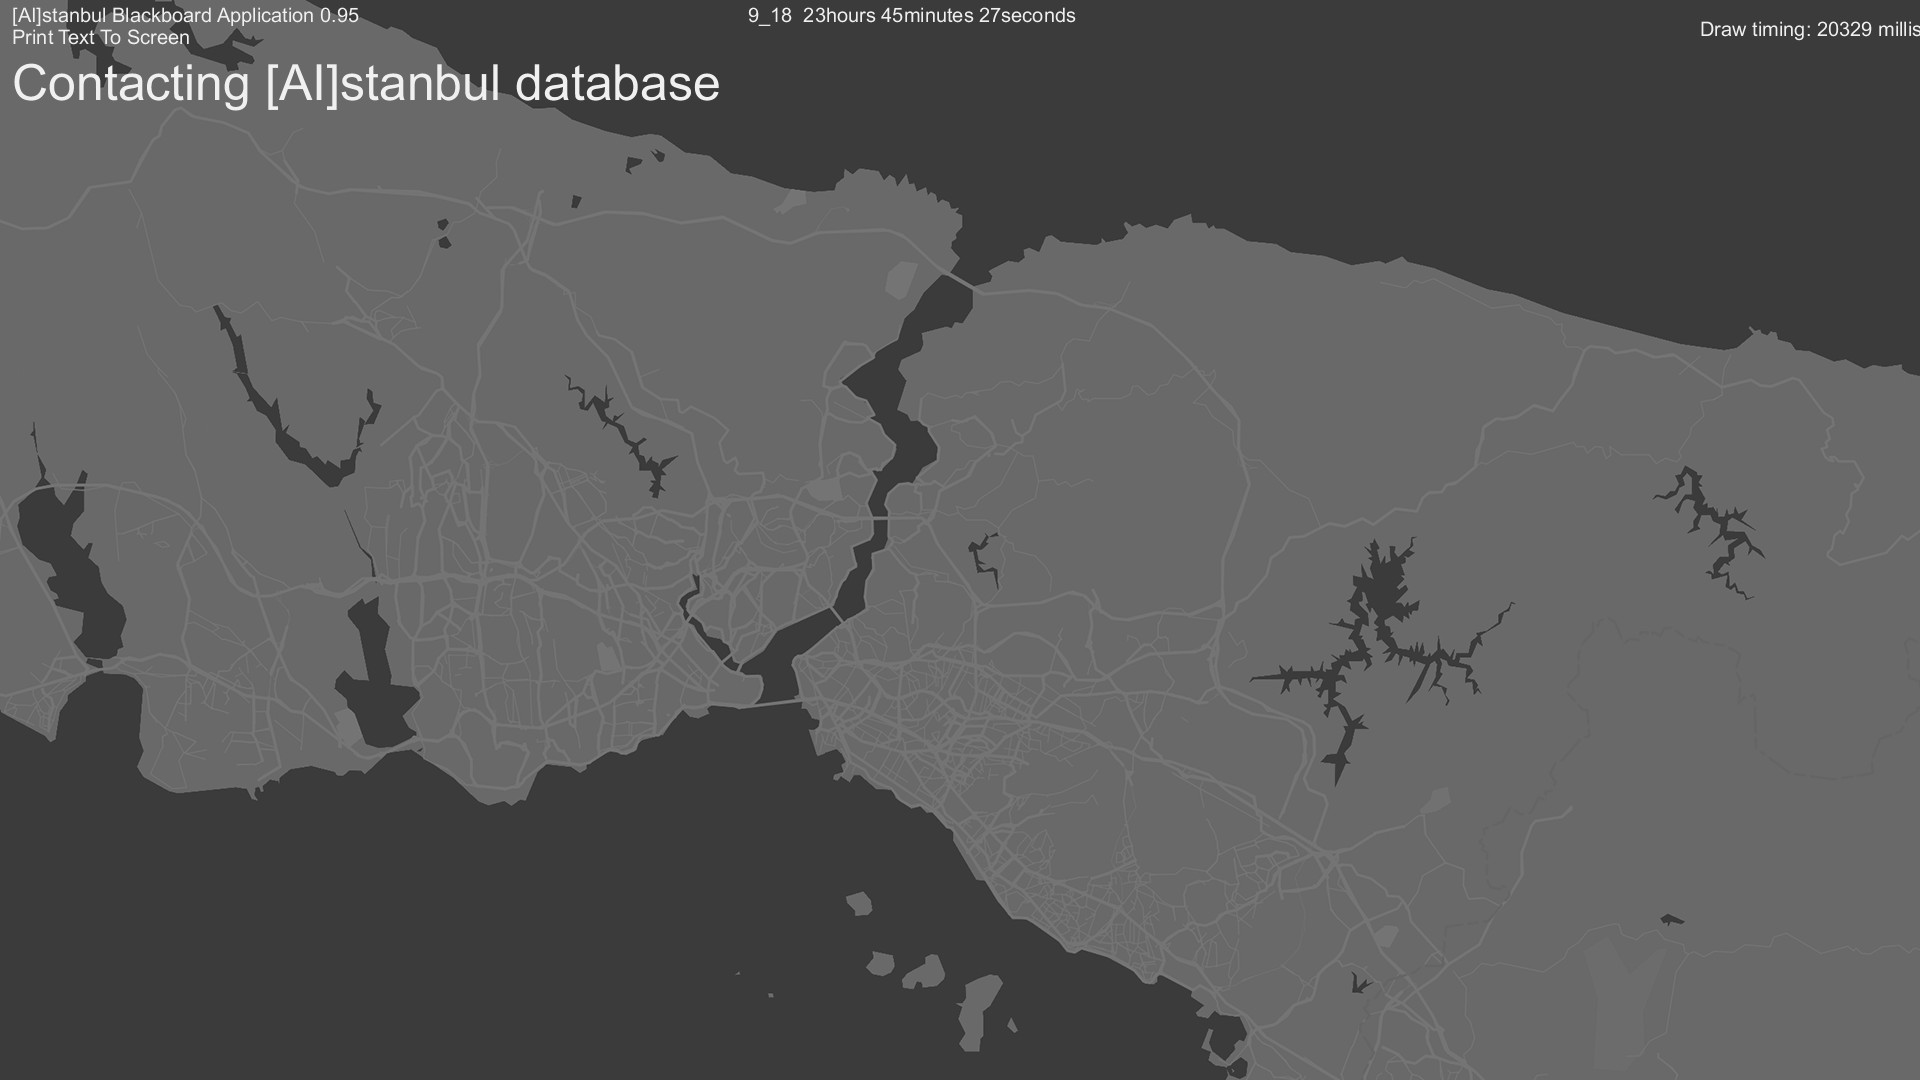 [AI]stanbul Blackboard Application 0.95
9_18 23hours 45minutes 27seconds
Draw timing: 20329 millis
Print Text To Screen
Contacting [AI]stanbul database